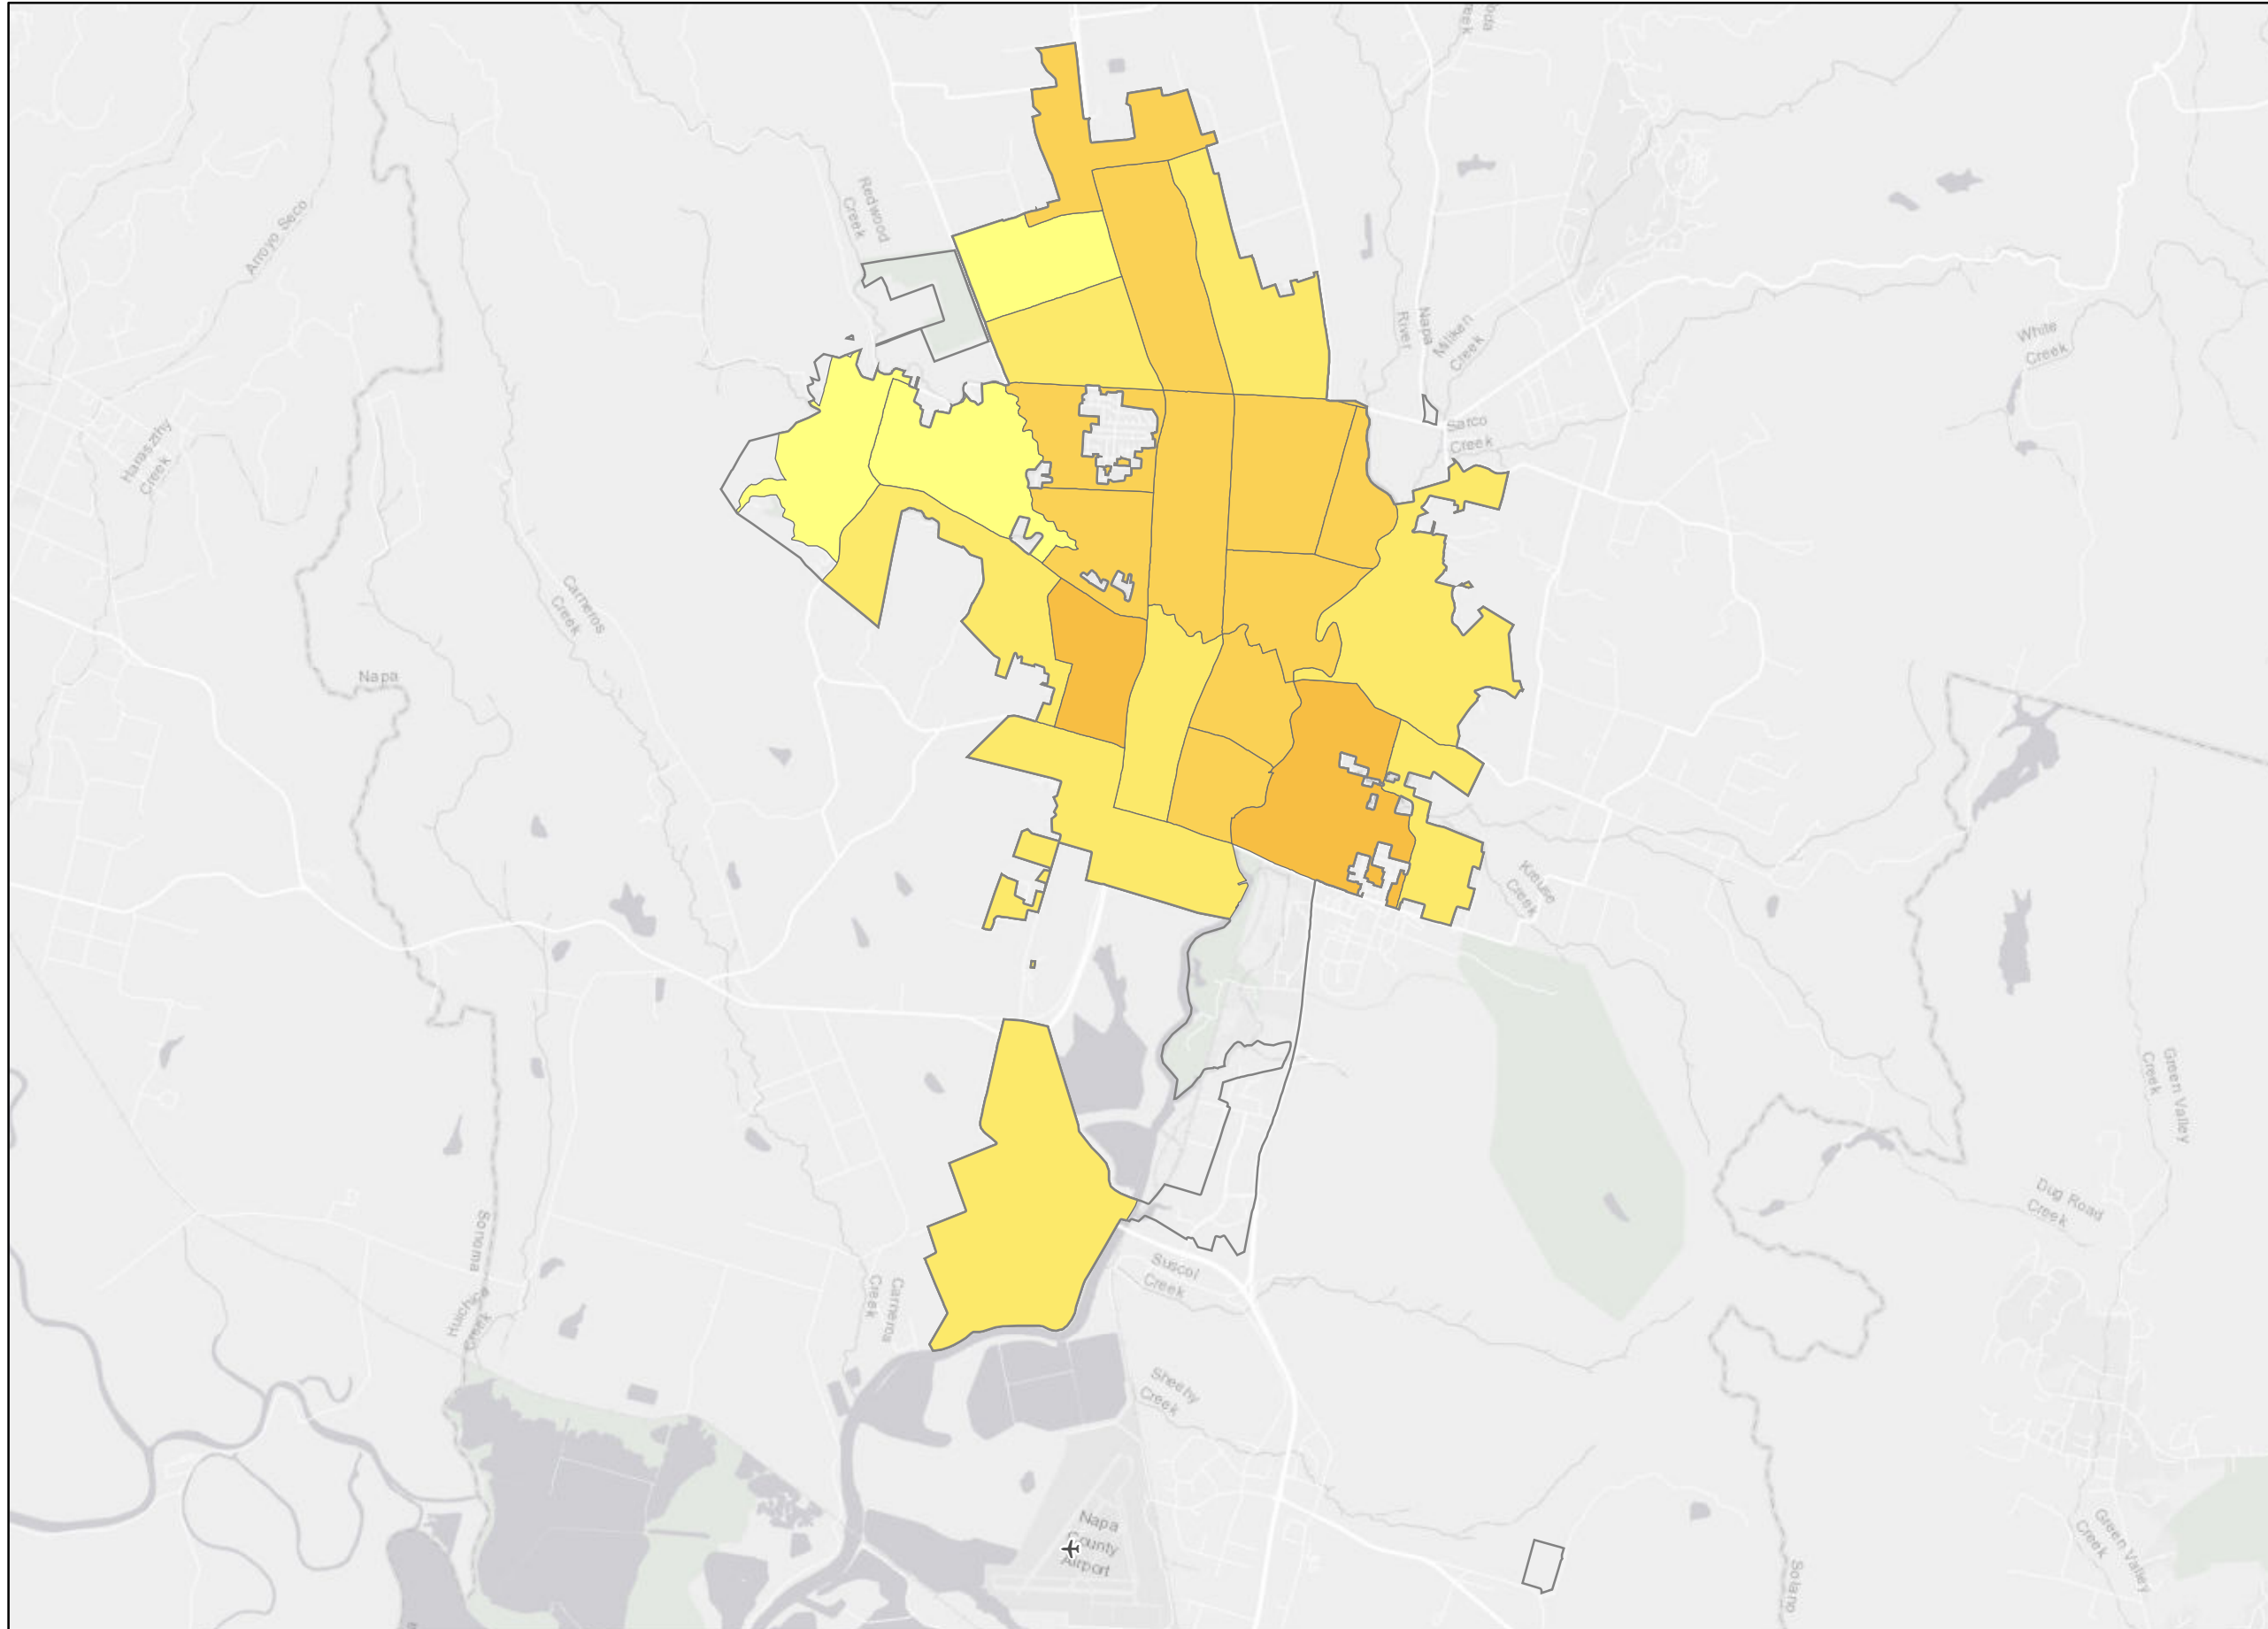 Redwood
Creek
Arroyo Seco
Napa
River
Milliken
Creek
White
Creek
Sarco
Creek
Haraszthy
Creek
Carneros
Creek
Napa
Kreuse
Creek
Green Valley
Creek
Dug Road
Creek
Sonoma
Huichica
Creek
Suscol
Creek
Carneros
Creek
Sheehy
Creek
Napa
County
Airport
Green Valley
Creek
Solano